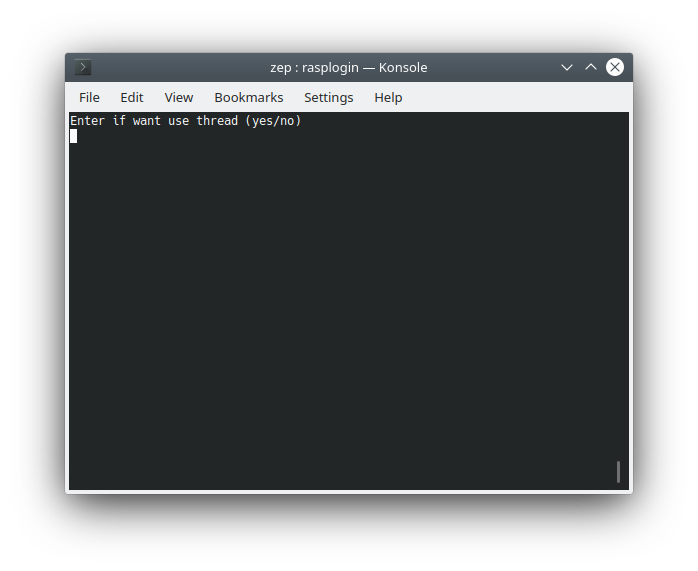 zep : rasplogin — Konsole
File Edit View Bookmarks Settings Help
Enter if want use thread (yes/no)